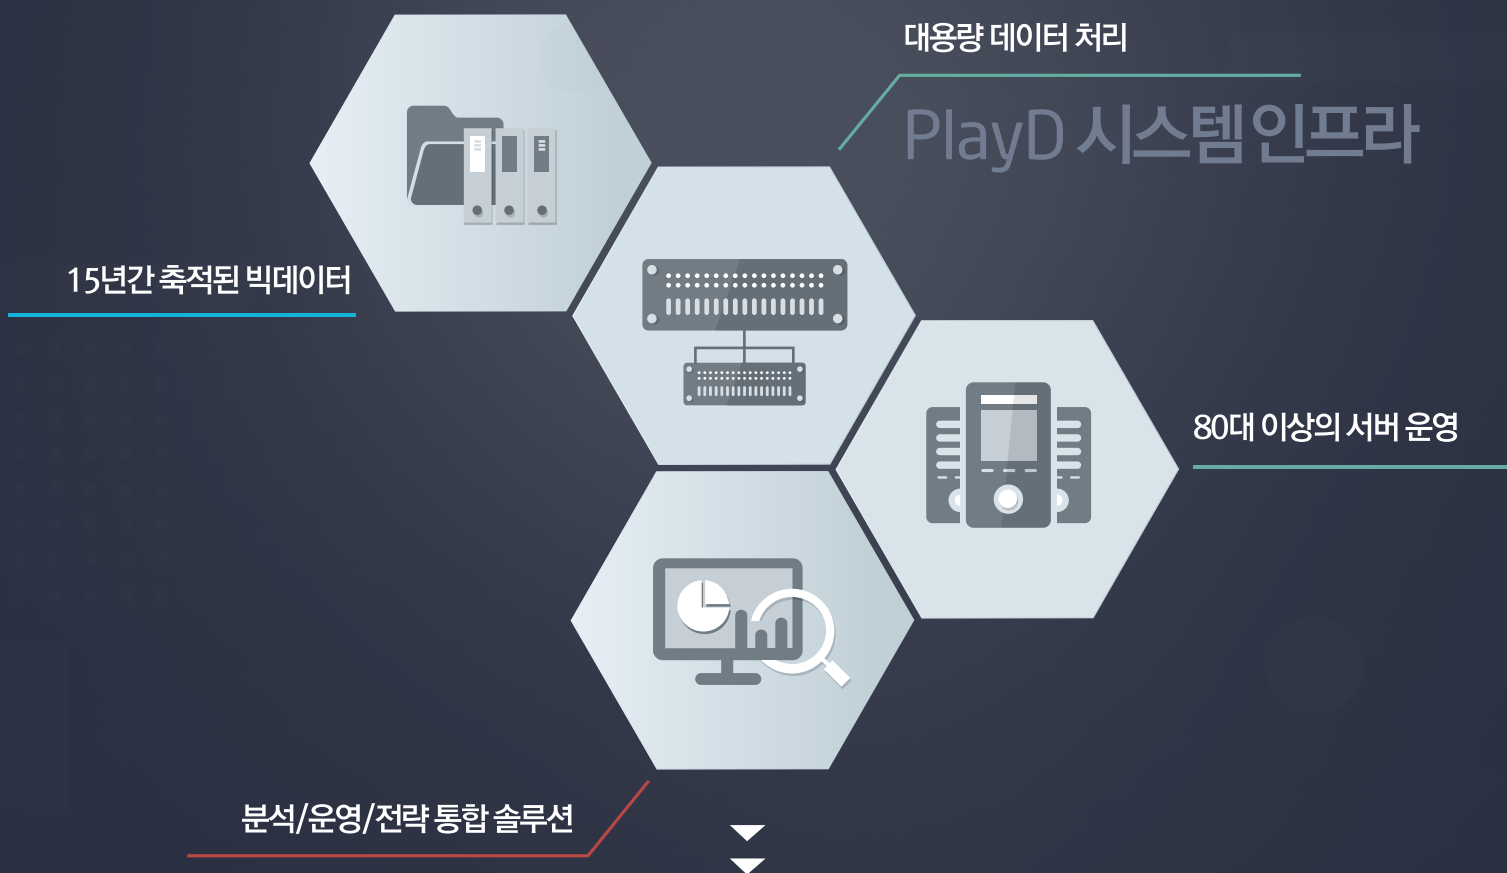 대용량 데이터 처리
PlayD 시스템인프라
15년간 축적된 빅데이터
80대 이상의 서버 운영
분석/운영/전략 통합 솔루션